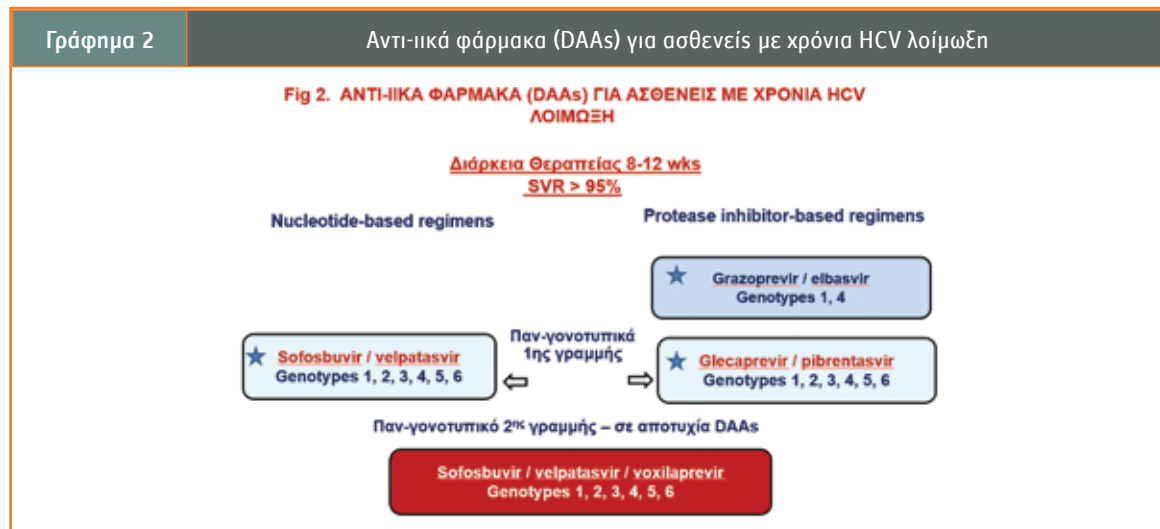 Γράφημα 2
Αντι-ιικά φάρμακα (DAAs) για ασθενείς με χρόνια HCV λοίμωξη
Fig 2. ΑΝΤΙ-ΙΙΚΑ ΦΑΡΜΑΚΑ (DAAs) ΓΙΑ ΑΣΘΕΝΕΙΣ ΜΕ ΧΡΟΝΙΑ HCV
ΛΟΙΜΩΞΗ
Διάρκεια Θεραπείας 8-12 wks
SVR > 95%
Nucleotide-based regimens
Protease inhibitor-based regimens
Grazoprevir / elbasvir
Genotypes 1, 4
Παν-γονοτυπικά
1ης γραμμής
Sofosbuvir / velpatasvir
Genotypes 1, 2, 3, 4, 5, 6
Glecaprevir / pibrentasvir
Genotypes 1, 2, 3, 4, 5, 6
Παν-γονοτυπικό 2ης γραμμής – σε αποτυχία DAAs
Sofosbuvir / velpatasvir / voxilaprevir
Genotypes 1, 2, 3, 4, 5, 6